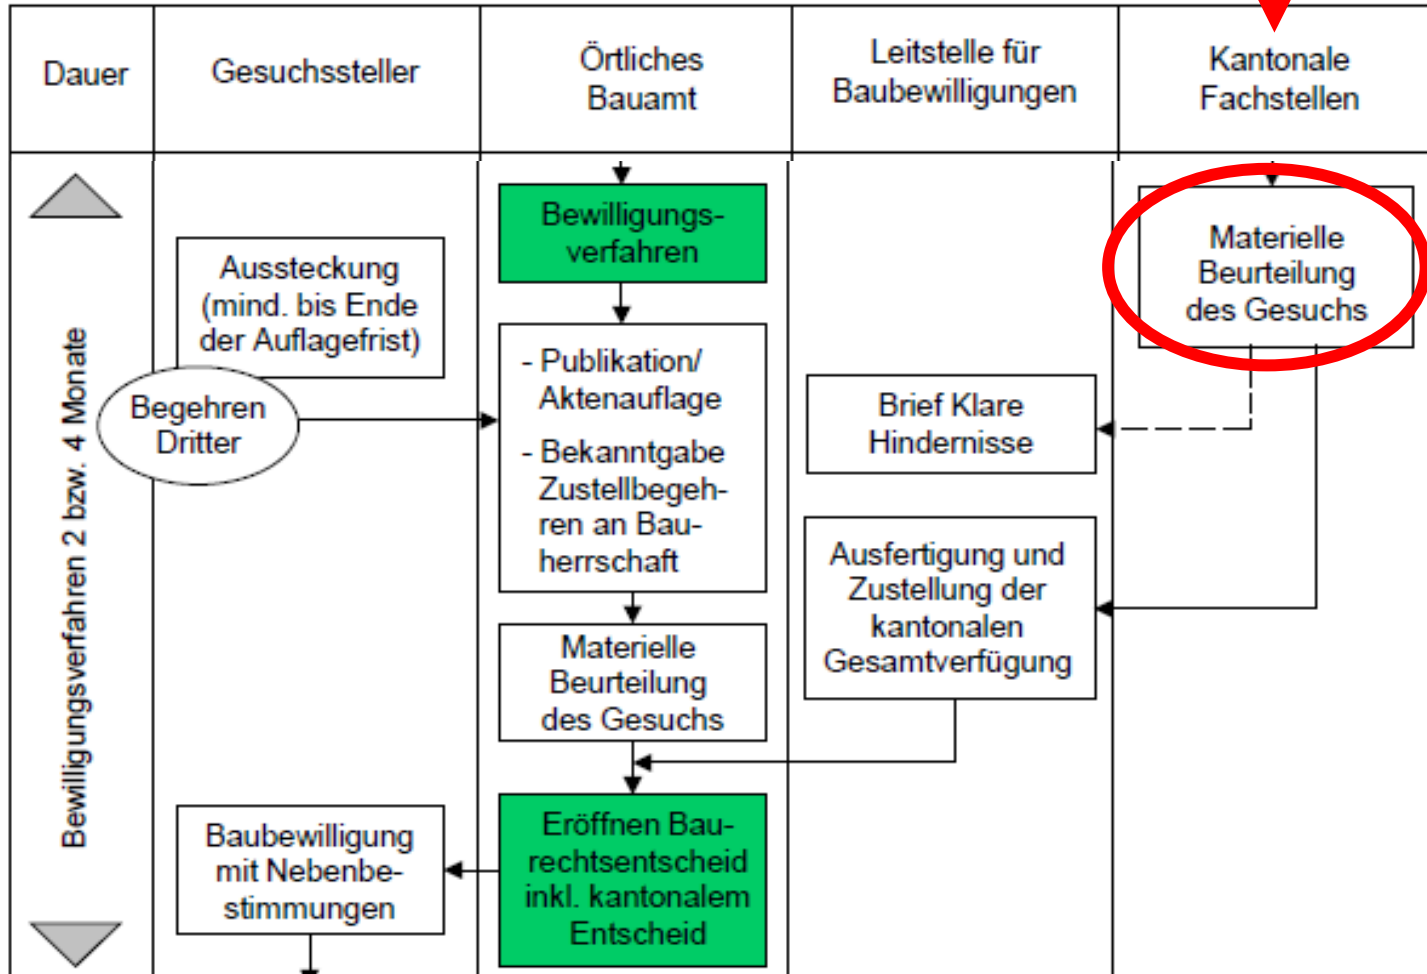 Dauer
Gesuchssteller
Örtliches
Bauamt
Leitstelle für
Baubewilligungen
Kantonale
Fachstellen
Bewilligungsverfahren 2 bzw. 4 Monate
Aussteckung
(mind. bis Ende
der Auflagefrist)
Begehren
Dritter
Baubewilligung
mit Nebenbe-
stimmungen
Bewilligungs-
verfahren
- Publikation/
Aktenauflage
- Bekanntgabe
Zustellbegeh-
ren an Bau-
herrschaft
Materielle
Beurteilung
des Gesuchs
Eröffnen Bau-
rechtsentscheid
inkl. kantonalem
Entscheid
Brief Klare
Hindernisse
Ausfertigung und
Zustellung der
kantonalen
Gesamtverfügung
Materielle
Beurteilung
des Gesuchs